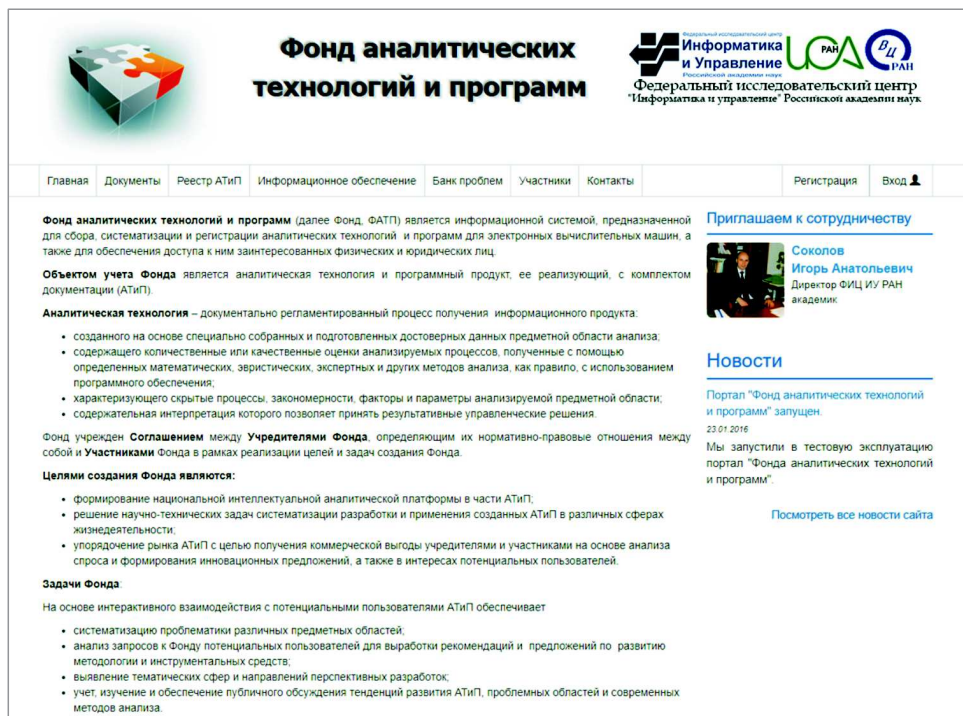 Фонд аналитических
технологий и программ
Федеральный исследовательский центр
Информатика
и Управление
Российской академии наук
РАН
ВЦ
РАН
Федеральный исследовательский центр
"Информатика и управление" Российской академии наук
Главная Документы Реестр АТиП Информационное обеспечение Банк проблем Участники Контакты Регистрация Вход
Фонд аналитических технологий и программ (далее Фонд, ФАТП) является информационной системой, предназначенной
для сбора, систематизации и регистрации аналитических технологий и программ для электронных вычислительных машин, а
также для обеспечения доступа к ним заинтересованных физических и юридических лиц.
Объектом учета Фонда является аналитическая технология и программный продукт, ее реализующий, с комплектом
документации (АТиП).
Аналитическая технология – документально регламентированный процесс получения информационного продукта:
• созданного на основе специально собранных и подготовленных достоверных данных предметной области анализа;
• содержащего количественные или качественные оценки анализируемых процессов, полученные с помощью
определенных математических, эвристических, экспертных и других методов анализа, как правило, с использованием
программного обеспечения;
• характеризующего скрытые процессы, закономерности, факторы и параметры анализируемой предметной области;
• содержательная интерпретация которого позволяет принять результативные управленческие решения.
Фонд учрежден Соглашением между Учредителями Фонда, определяющим их нормативно-правовые отношения между
собой и Участниками Фонда в рамках реализации целей и задач создания Фонда.
Целями создания Фонда являются:
• формирование национальной интеллектуальной аналитической платформы в части АТиП;
• решение научно-технических задач систематизации разработки и применения созданных АТиП в различных сферах
жизнедеятельности;
• упорядочение рынка АТиП с целью получения коммерческой выгоды учредителями и участниками на основе анализа
спроса и формирования инновационных предложений, а также в интересах потенциальных пользователей.
Задачи Фонда:
На основе интерактивного взаимодействия с потенциальными пользователями АТиП обеспечивает
• систематизацию проблематики различных предметных областей;
• анализ запросов к Фонду потенциальных пользователей для выработки рекомендаций и предложений по развитию
методологии и инструментальных средств;
• выявление тематических сфер и направлений перспективных разработок;
• учет, изучение и обеспечение публичного обсуждения тенденций развития АТиП, проблемных областей и современных
методов анализа.
Приглашаем к сотрудничеству
Соколов
Игорь Анатольевич
Директор ФИЦ ИУ РАН
академик
Новости
Портал "Фонд аналитических технологий
и программ" запущен.
23.01.2016
Мы запустили в тестовую эксплуатацию
портал "Фонда аналитических технологий
и программ".
Посмотреть все новости сайта